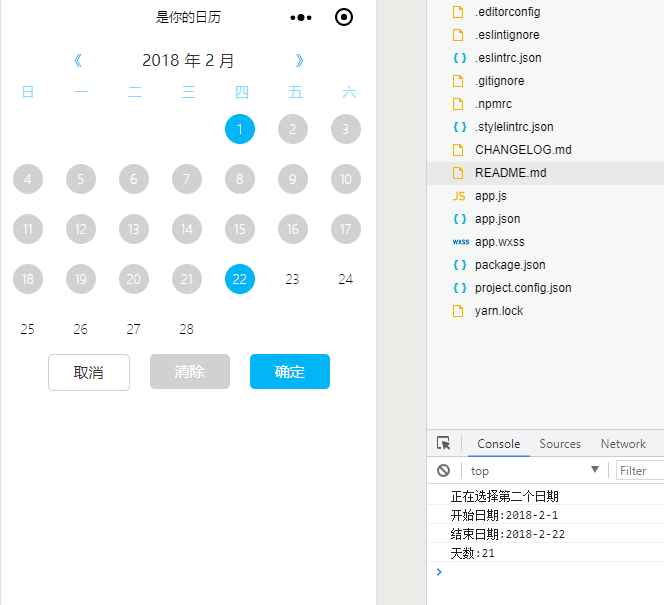 是你的日历
《 2018 年 2 月 》
日 一 二 三 四 五 六
1 2 3
4 5 6 7 8 9 10
11 12 13 14 15 16 17
18 19 20 21 22 23 24
25 26 27 28
取消 清除 确定
.editorconfig
.eslintignore
{ } .eslintrc.json
.gitignore
.npmrc
{ } .stylelintrc.json
CHANGELOG.md
README.md
JS app.js
{ } app.json
wxss app.wxss
{ } package.json
{ } project.config.json
yarn.lock
Console Sources Network
top ▼ Filter
正在选择第二个日期
开始日期:2018-2-1
结束日期:2018-2-22
天数:21
>